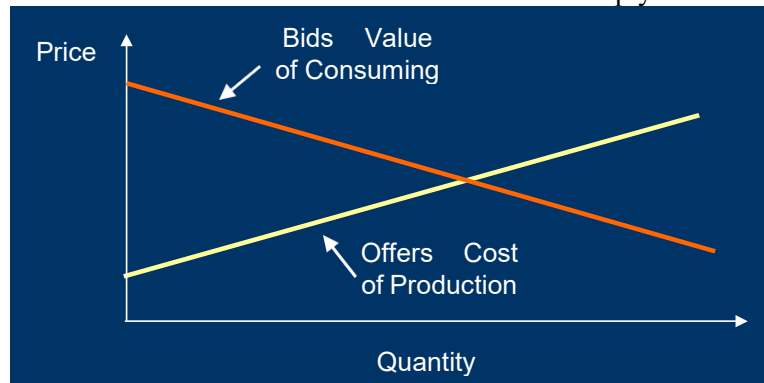 Price
Bids Value
of Consuming
Offers Cost
of Production
Quantity